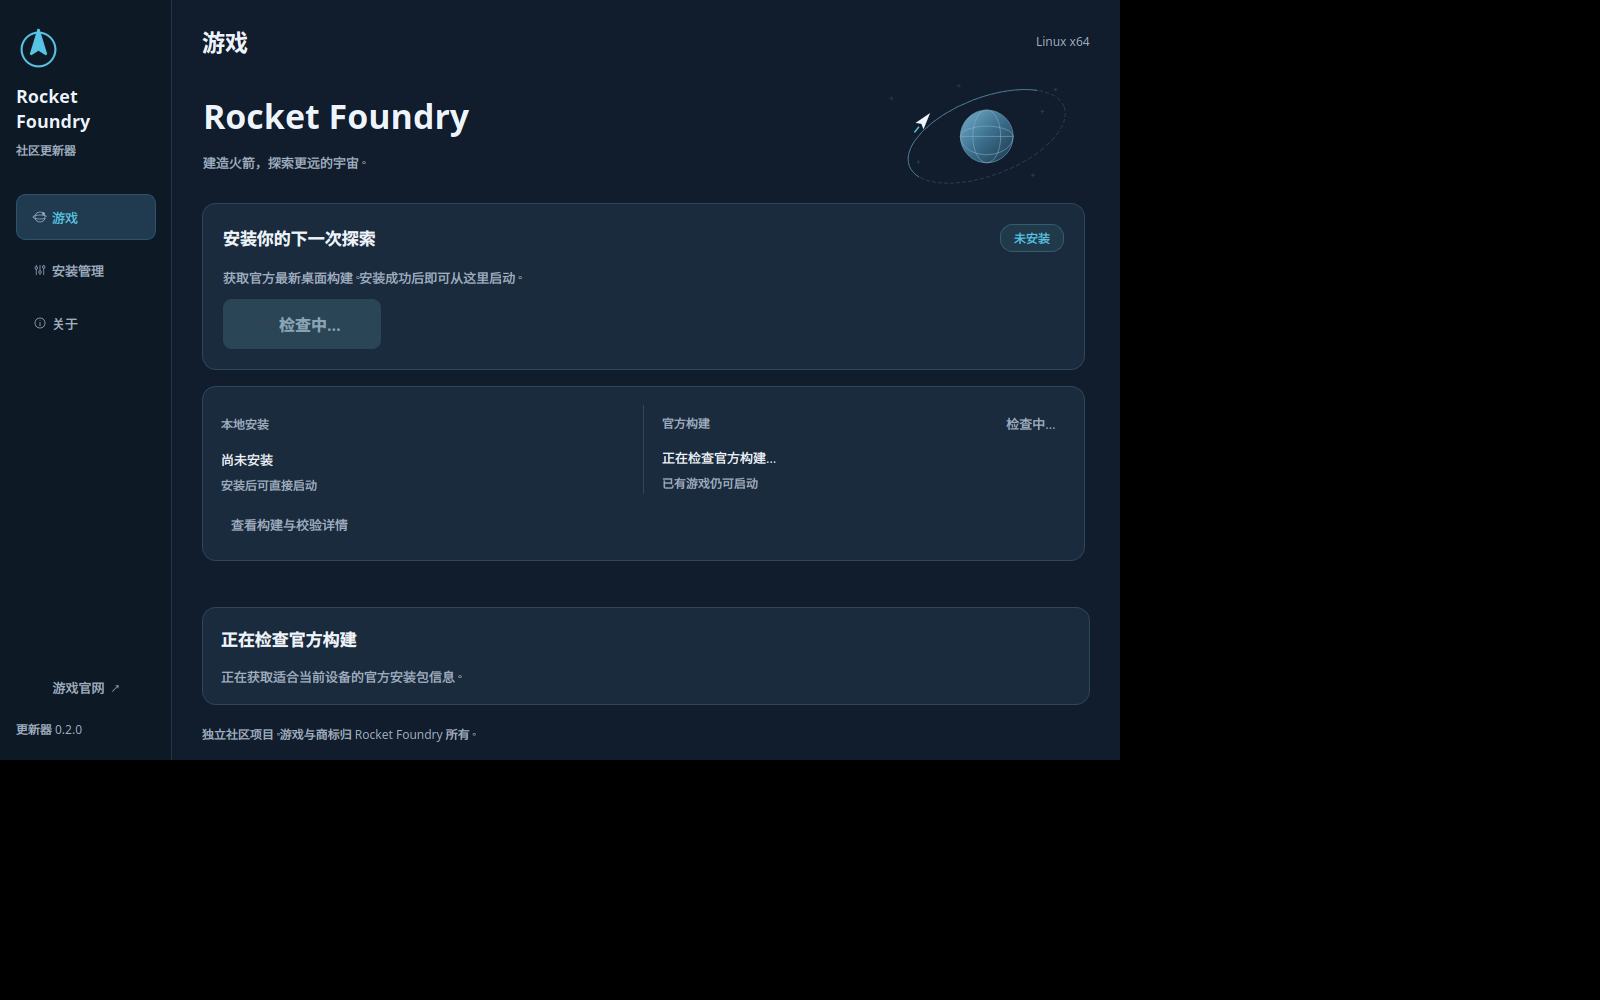 Rocket
Foundry
社区更新器
游戏
安装管理
关于
游戏官网 ↗
更新器 0.2.0
游戏
Linux x64
Rocket Foundry
建造火箭，探索更远的宇宙。
安装你的下一次探索
未安装
获取官方最新桌面构建。安装成功后即可从这里启动。
检查中...
本地安装
尚未安装
安装后可直接启动
官方构建
检查中...
正在检查官方构建...
已有游戏仍可启动
查看构建与校验详情
正在检查官方构建
正在获取适合当前设备的官方安装包信息。
独立社区项目。游戏与商标归 Rocket Foundry 所有。